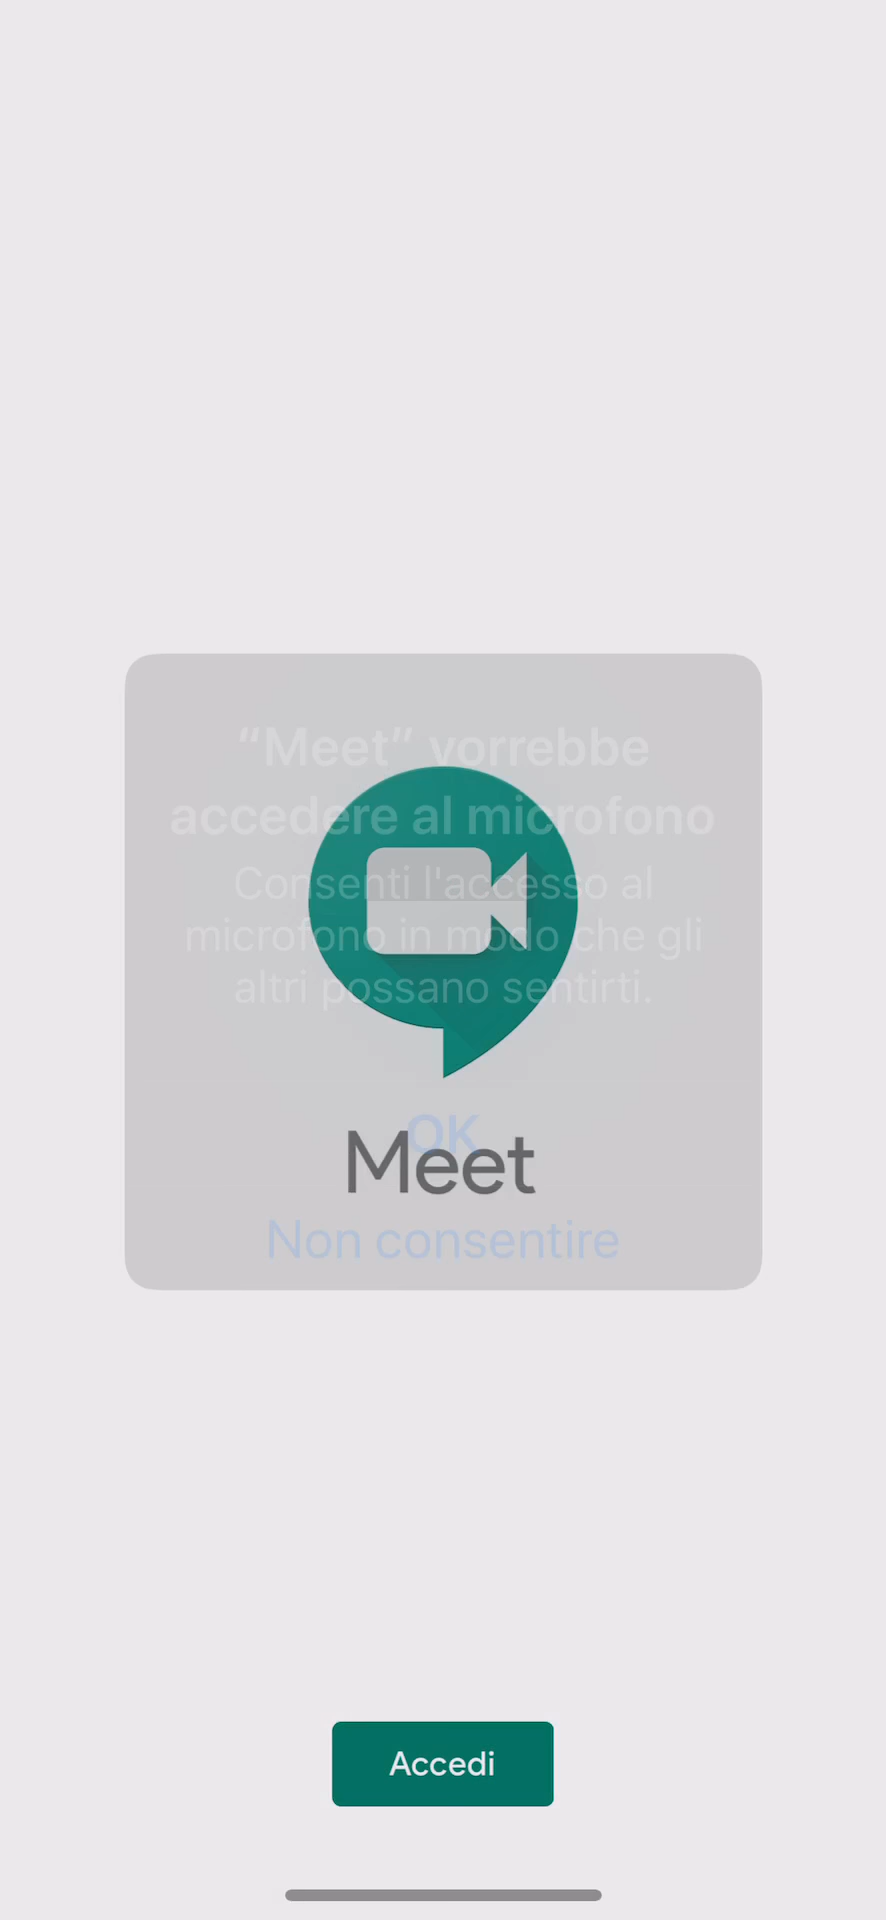 “Meet” vorrebbe
accedere al microfono
Consenti l'accesso al
microfono in modo che gli
altri possano sentirti.
OK
Meet
Non consentire
Accedi